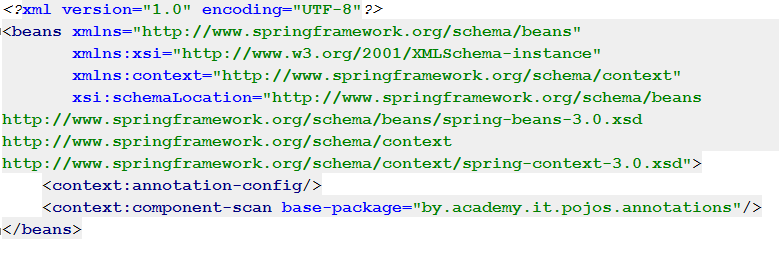 <?xml version="1.0" encoding="UTF-8"?>
<beans xmlns="http://www.springframework.org/schema/beans"
       xmlns:xsi="http://www.w3.org/2001/XMLSchema-instance"
       xmlns:context="http://www.springframework.org/schema/context"
       xsi:schemaLocation="http://www.springframework.org/schema/beans
http://www.springframework.org/schema/beans/spring-beans-3.0.xsd
http://www.springframework.org/schema/context
http://www.springframework.org/schema/context/spring-context-3.0.xsd">
    <context:annotation-config/>
    <context:component-scan base-package="by.academy.it.pojos.annotations"/>
</beans>